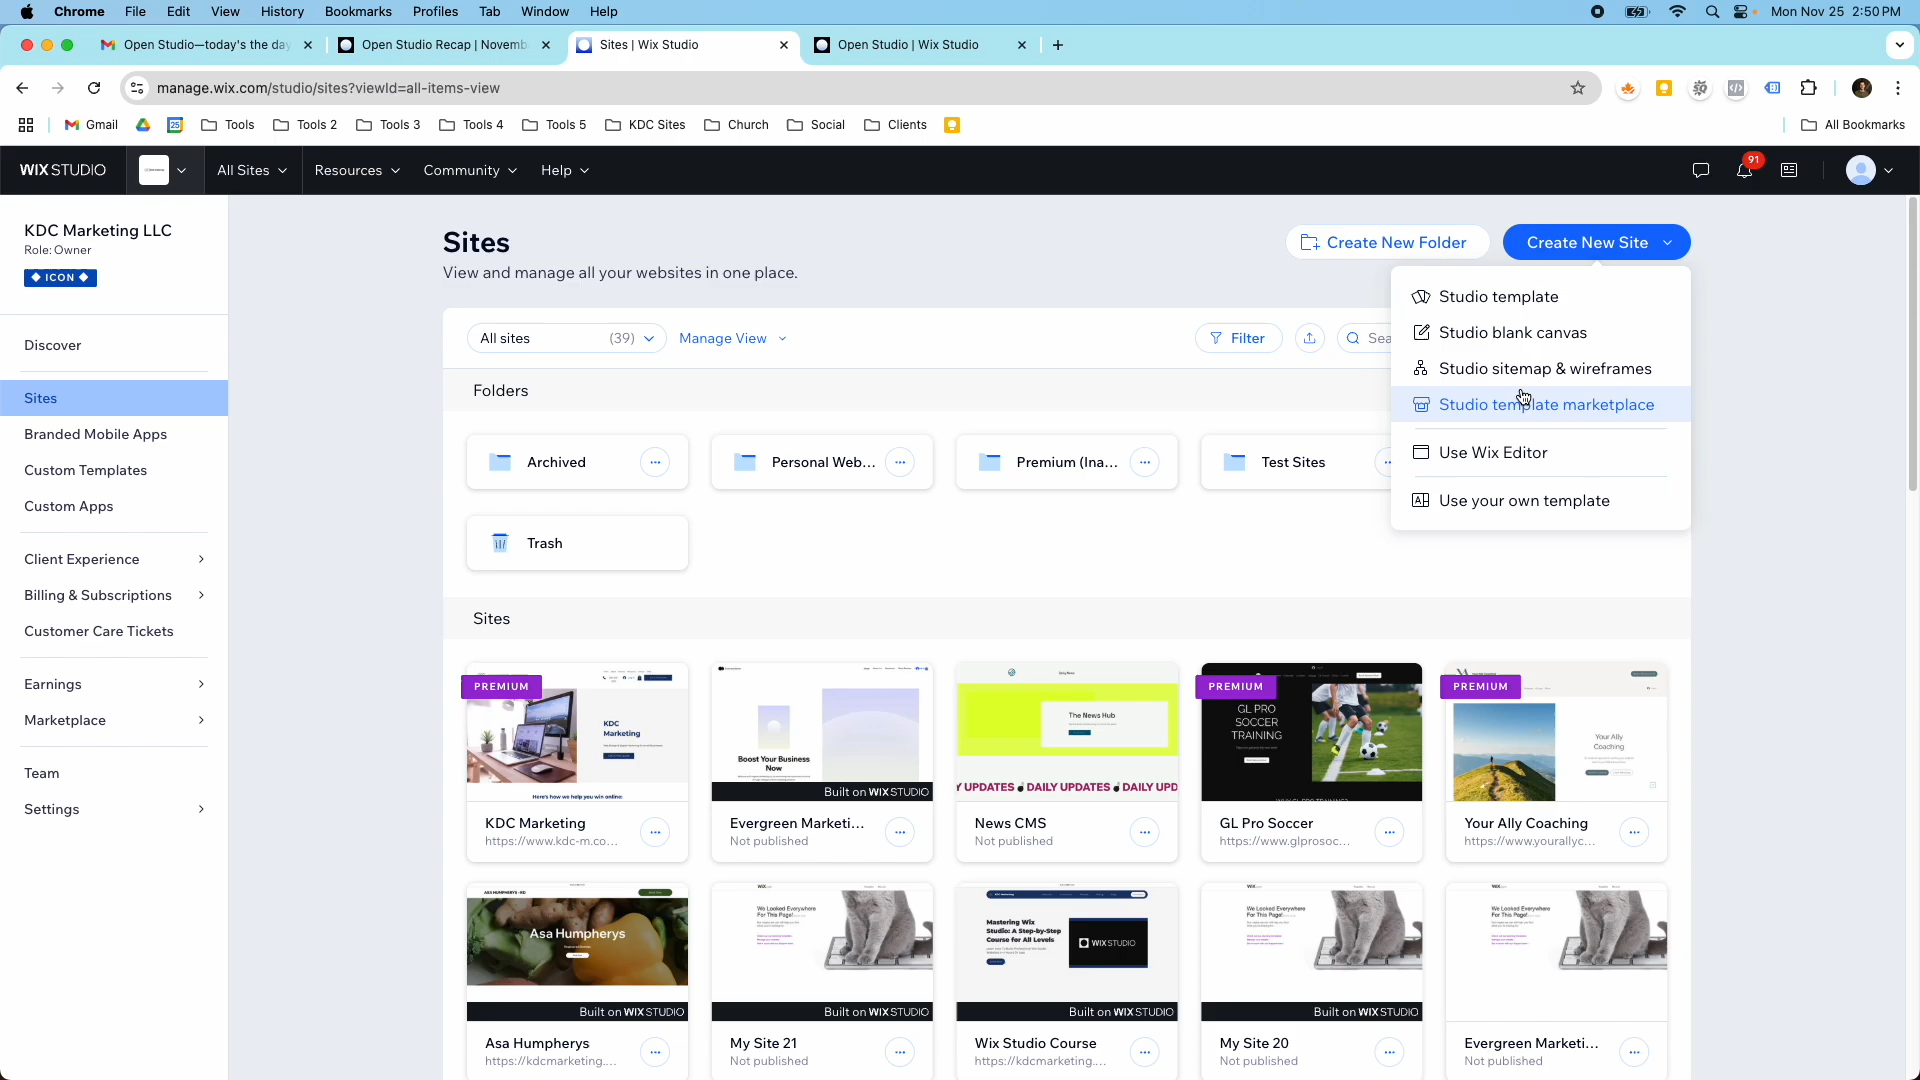 Chrome File Edit View History Bookmarks Profiles Tab Window Help Mon Nov 25 2:50 PM
Open Studio—today's the da
Open Studio Recap | Novemb
Sites | Wix Studio
Open Studio | Wix Studio
manage.wix.com/studio/sites?viewId=all-items-view
Gmail Tools Tools 2 Tools 3 Tools 4 Tools 5 KDC Sites Church Social Clients All Bookmarks
WIX STUDIO All Sites Resources Community Help 91
KDC Marketing LLC
Role: Owner
ICON
Discover
Sites
Branded Mobile Apps
Custom Templates
Custom Apps
Client Experience
Billing & Subscriptions
Customer Care Tickets
Earnings
Marketplace
Team
Settings
Sites
View and manage all your websites in one place.
Create New Folder
Create New Site
Studio template
Studio blank canvas
Studio sitemap & wireframes
Studio template marketplace
Use Wix Editor
Use your own template
All sites (39) Manage View Filter Sea
Folders
Archived
Personal Web...
Premium (Ina...
Test Sites
Trash
Sites
PREMIUM
KDC
Marketing
Here's how we help you win online:
KDC Marketing
https://www.kdc-m.co...
Boost Your Business
Now
Built on WIX STUDIO
Evergreen Marketi...
Not published
The News Hub
Y UPDATES DAILY UPDATES DAILY UPD
News CMS
Not published
PREMIUM
GL PRO
SOCCER
TRAINING
GL Pro Soccer
https://www.glprosoc...
PREMIUM
Your Ally
Coaching
Your Ally Coaching
https://www.yourallyc...
Asa Humpherys
Built on WIX STUDIO
Asa Humpherys
https://kdcmarketing....
We Looked Everywhere
For This Page!
Built on WIX STUDIO
My Site 21
Not published
Mastering Wix
Studio: A Step-by-Step
Course for All Levels
WIX STUDIO
Built on WIX STUDIO
Wix Studio Course
https://kdcmarketing....
We Looked Everywhere
For This Page!
Built on WIX STUDIO
My Site 20
Not published
We Looked Everywhere
For This Page!
Evergreen Marketi...
Not published